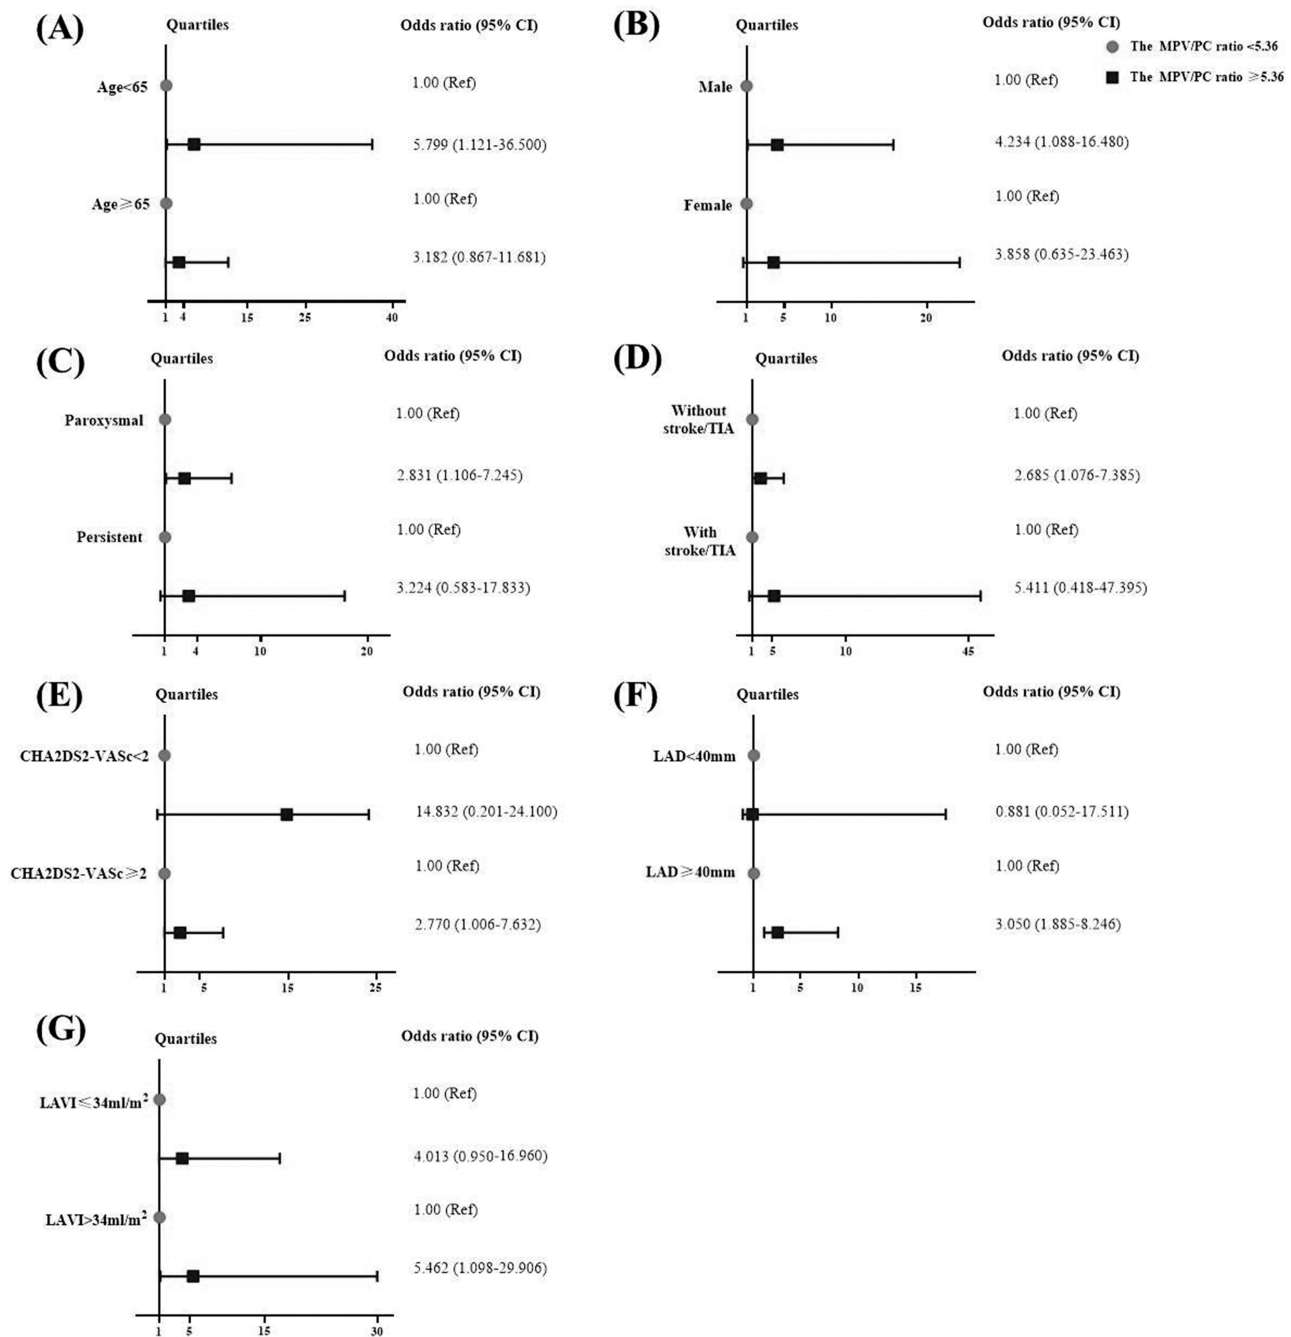 (A)
Quartiles
Odds ratio (95% CI)
Age<65
1.00 (Ref)
5.799 (1.121-36.500)
Age≥65
1.00 (Ref)
3.182 (0.867-11.681)
1 4 15 25 40
(B)
Quartiles
Odds ratio (95% CI)
The MPV/PC ratio <5.36
The MPV/PC ratio ≥5.36
Male
1.00 (Ref)
4.234 (1.088-16.480)
Female
1.00 (Ref)
3.858 (0.635-23.463)
1 5 10 20
(C)
Quartiles
Odds ratio (95% CI)
Paroxysmal
1.00 (Ref)
2.831 (1.106-7.245)
Persistent
1.00 (Ref)
3.224 (0.583-17.833)
1 4 10 20
(D)
Quartiles
Odds ratio (95% CI)
Without
stroke/TIA
1.00 (Ref)
2.685 (1.076-7.385)
With
stroke/TIA
1.00 (Ref)
5.411 (0.418-47.395)
1 5 10 45
(E)
Quartiles
Odds ratio (95% CI)
CHA2DS2-VASc<2
1.00 (Ref)
14.832 (0.201-24.100)
CHA2DS2-VASc≥2
1.00 (Ref)
2.770 (1.006-7.632)
1 5 15 25
(F)
Quartiles
Odds ratio (95% CI)
LAD<40mm
1.00 (Ref)
0.881 (0.052-17.511)
LAD≥40mm
1.00 (Ref)
3.050 (1.885-8.246)
1 5 10 15
(G)
Quartiles
Odds ratio (95% CI)
LAVI≤34ml/m²
1.00 (Ref)
4.013 (0.950-16.960)
LAVI>34ml/m²
1.00 (Ref)
5.462 (1.098-29.906)
1 5 15 30